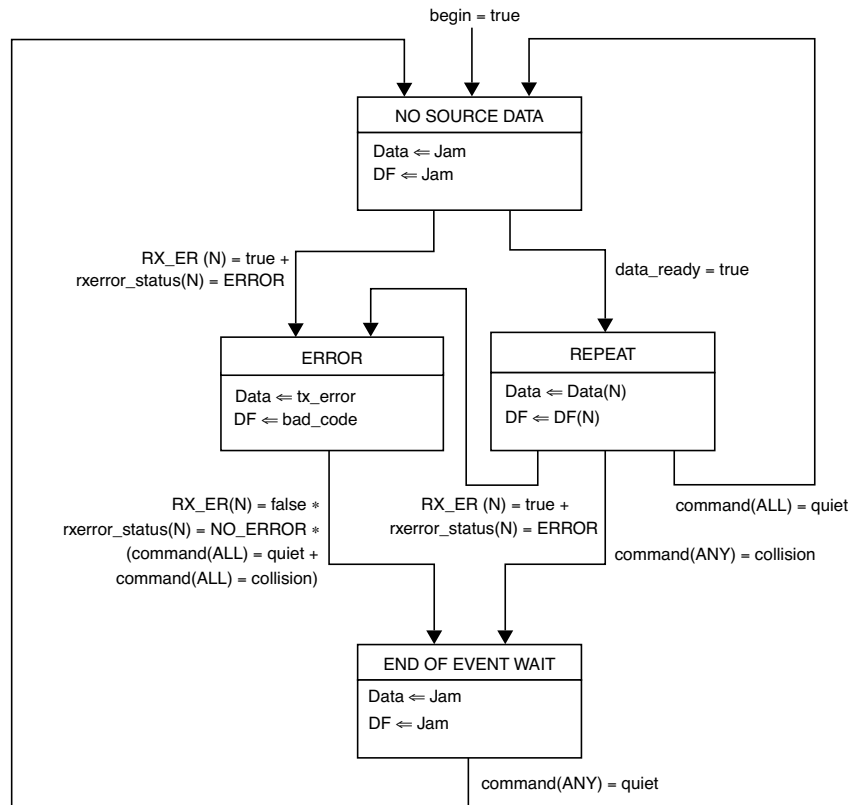 begin = true
NO SOURCE DATA
Data ⇐ Jam
DF ⇐ Jam
RX_ER (N) = true +
rxerror_status(N) = ERROR
data_ready = true
ERROR
Data ⇐ tx_error
DF ⇐ bad_code
REPEAT
Data ⇐ Data(N)
DF ⇐ DF(N)
RX_ER(N) = false *
rxerror_status(N) = NO_ERROR *
(command(ALL) = quiet +
command(ALL) = collision)
RX_ER (N) = true +
rxerror_status(N) = ERROR
command(ALL) = quiet
command(ANY) = collision
END OF EVENT WAIT
Data ⇐ Jam
DF ⇐ Jam
command(ANY) = quiet